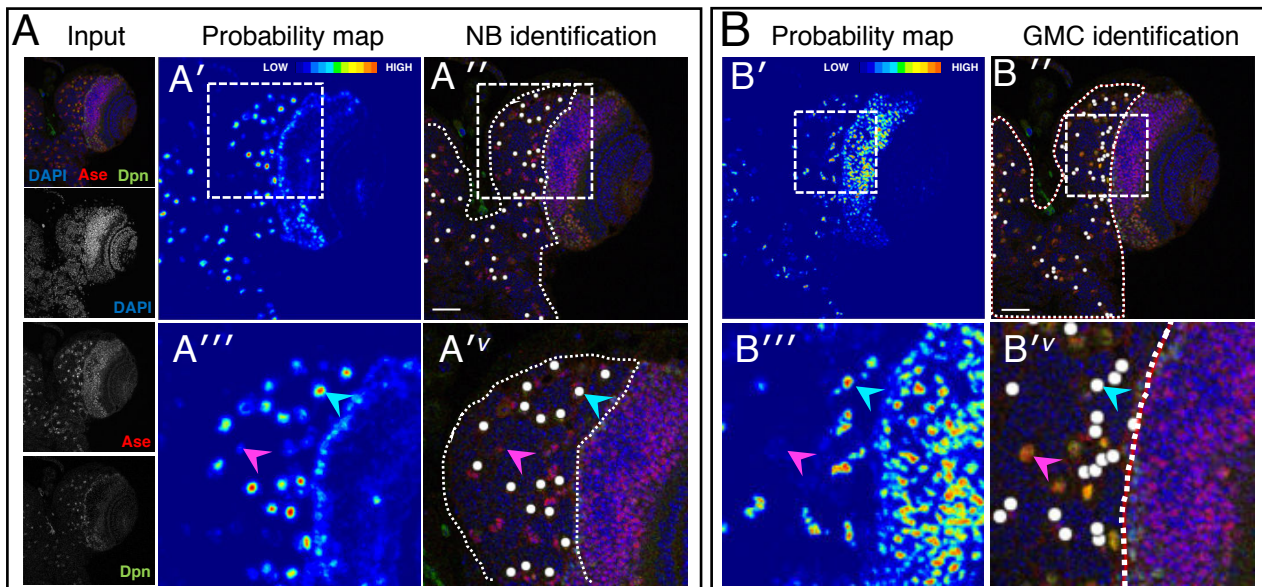 A Input Probability map NB identification
B Probability map GMC identification
DAPI Ase Dpn
DAPI
Ase
Dpn
A′ LOW HIGH
A′′
A′′′
A′v
B′ LOW HIGH
B′′
B′′′
B′v